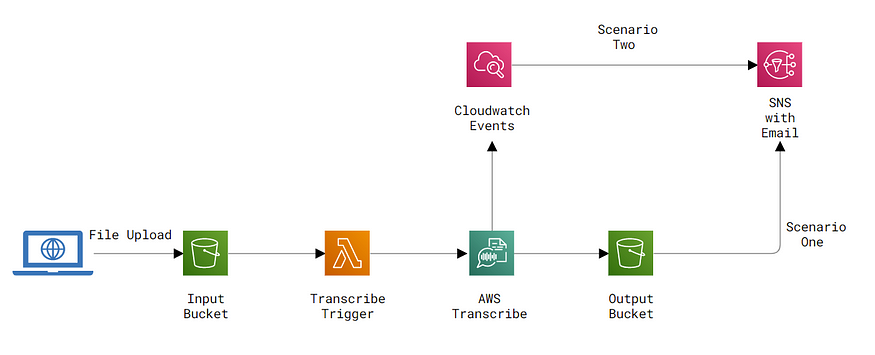 Scenario
Two
Cloudwatch
Events
SNS
with
Email
File Upload
Scenario
One
Input
Bucket
Transcribe
Trigger
AWS
Transcribe
Output
Bucket